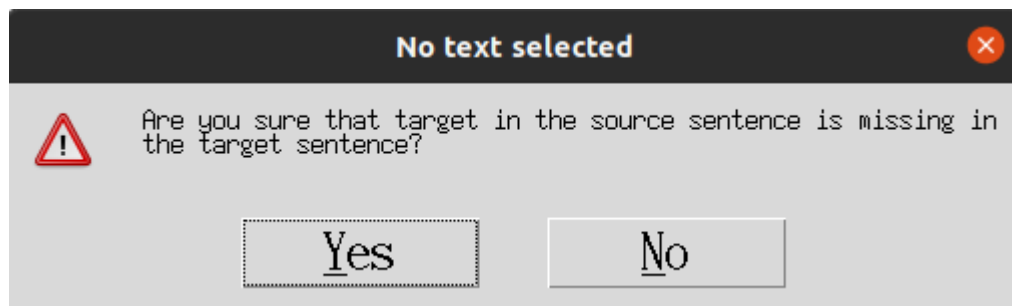 No text selected
Are you sure that target in the source sentence is missing in
the target sentence?
Yes
No